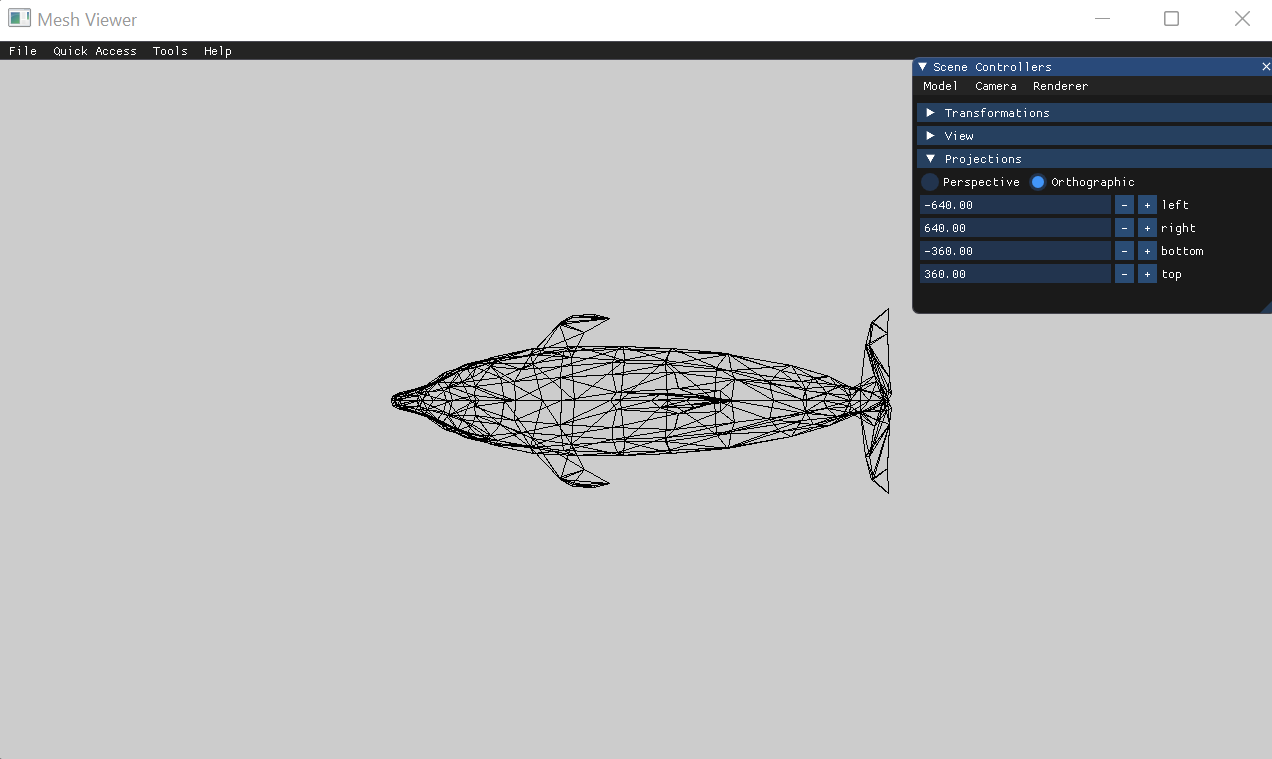 Mesh Viewer
File Quick Access Tools Help
Scene Controllers
Model Camera Renderer
Transformations
View
Projections
Perspective Orthographic
-640.00 - + left
640.00 - + right
-360.00 - + bottom
360.00 - + top